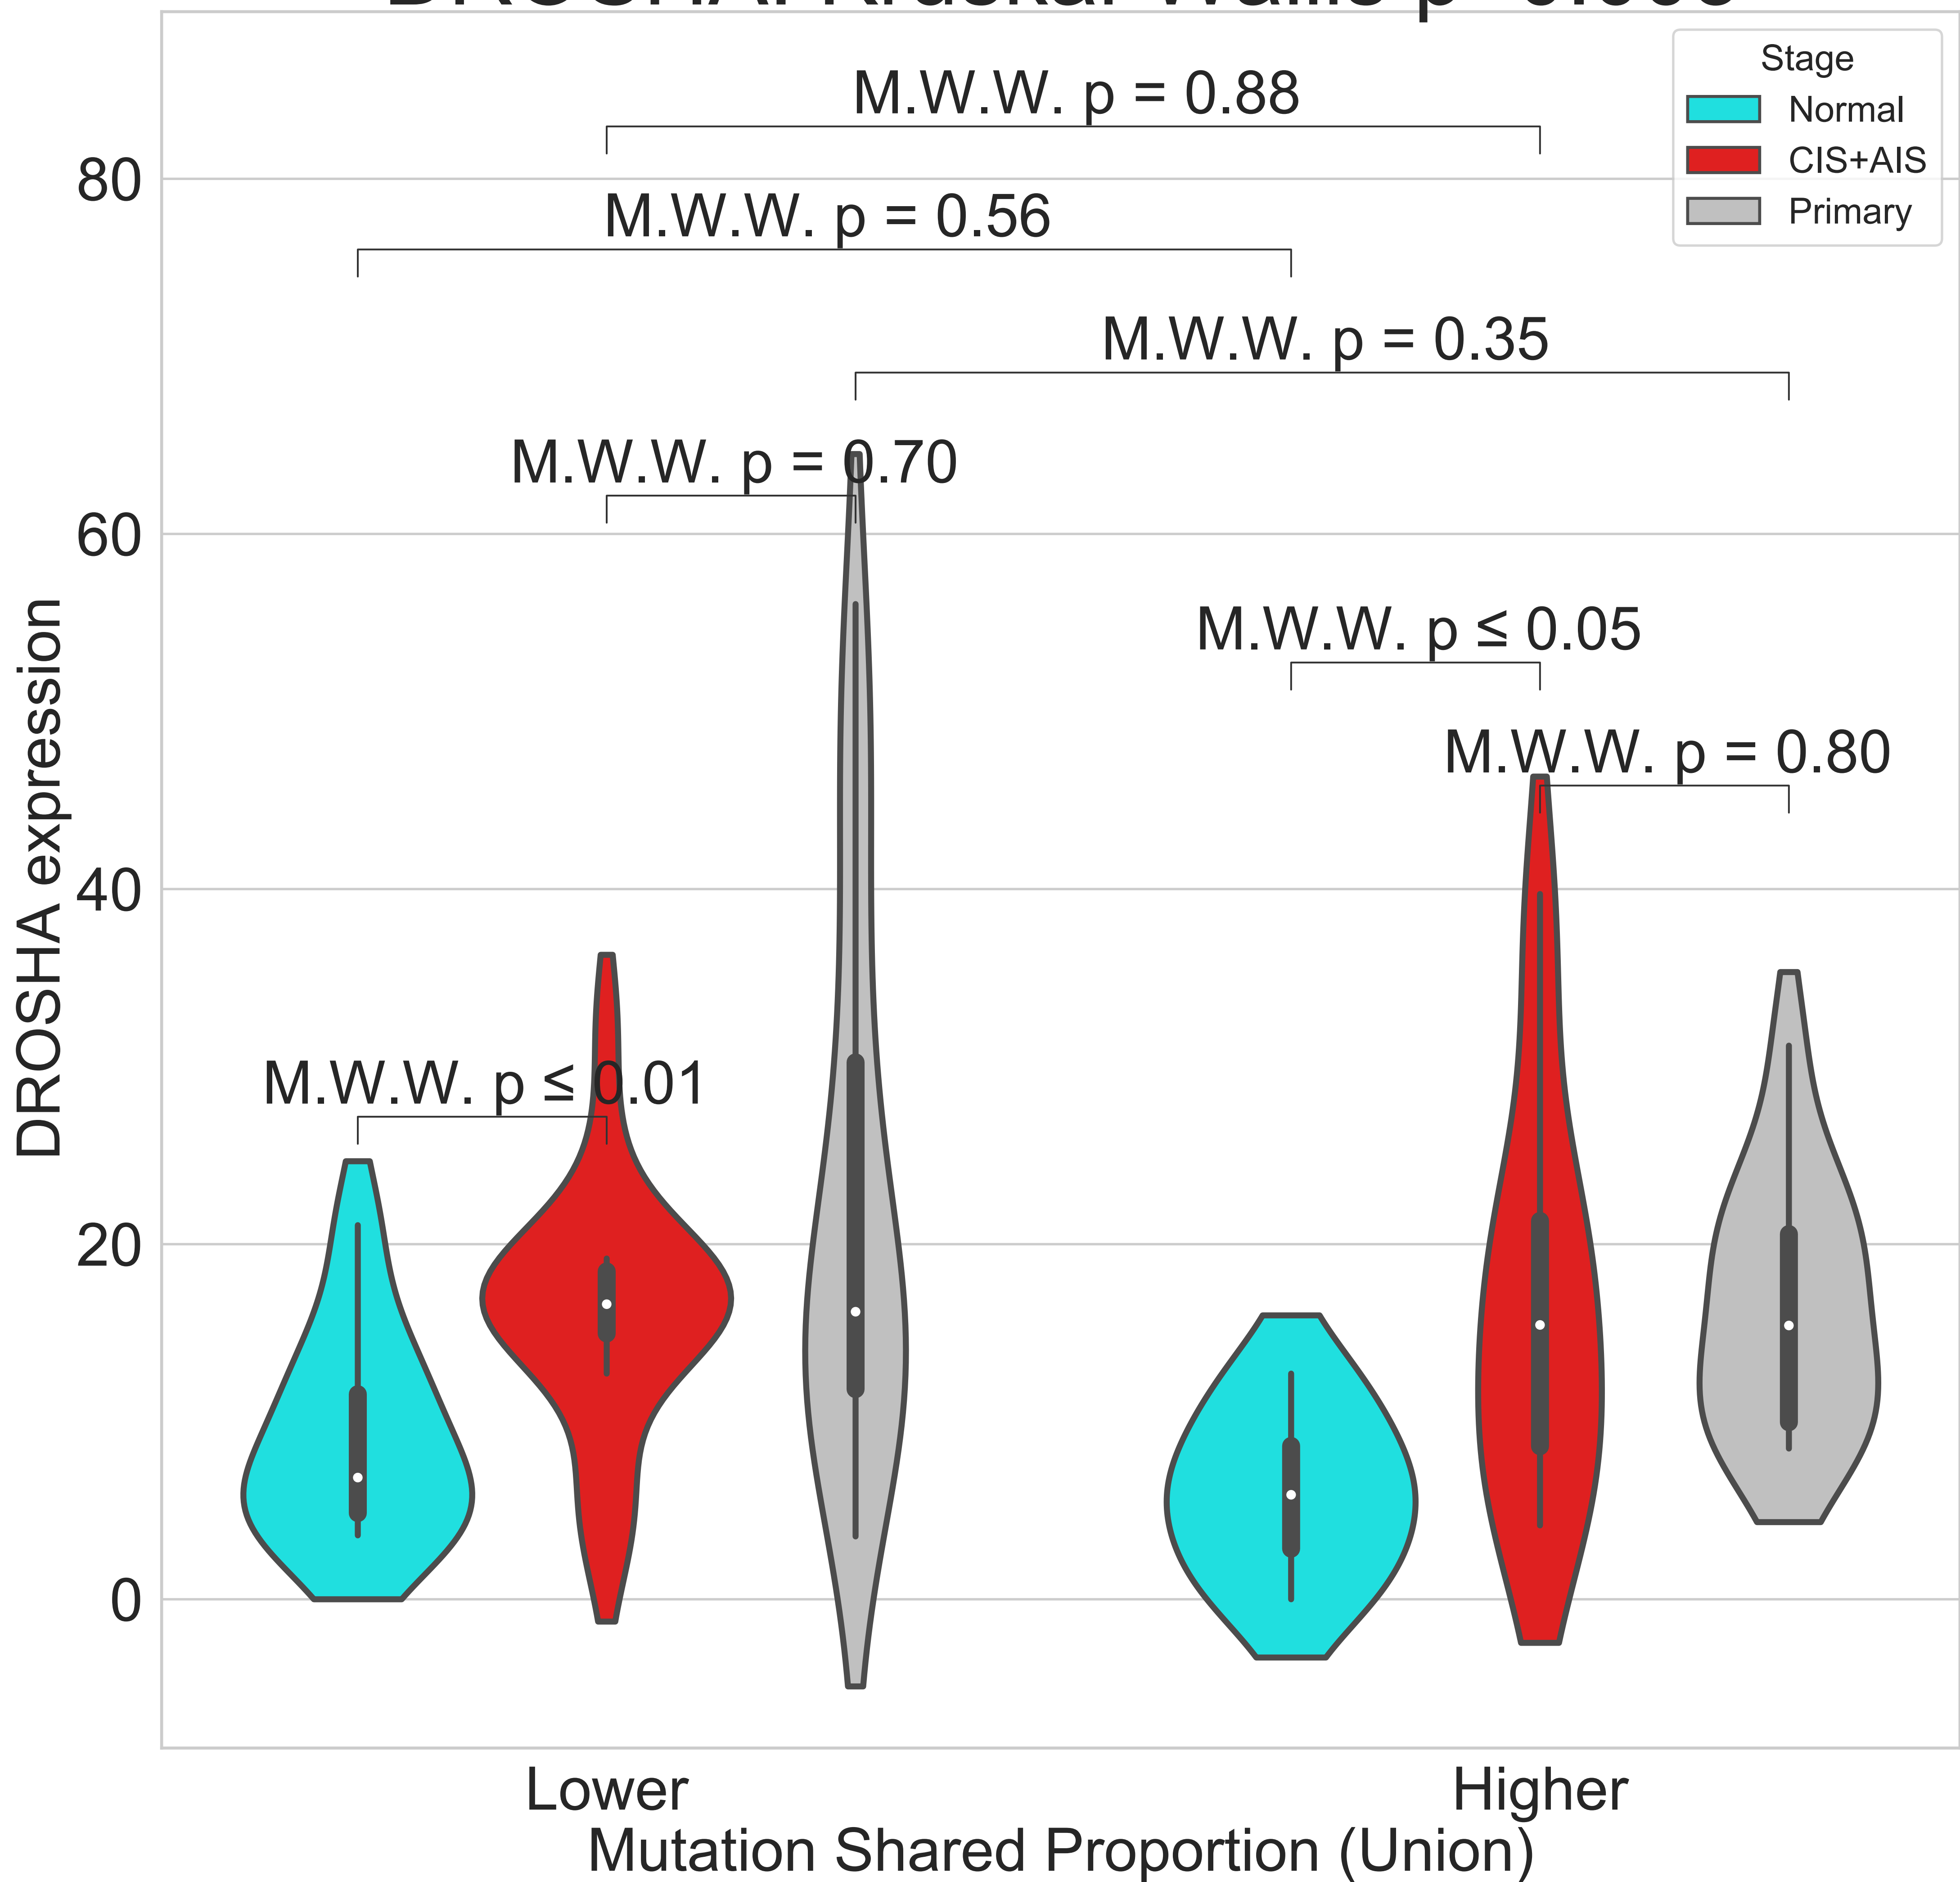 Stage
Normal
CIS+AIS
Primary
M.W.W. p = 0.88
80
M.W.W. p = 0.56
M.W.W. p = 0.35
M.W.W. p = 0.70
60
M.W.W. p ≤ 0.05
M.W.W. p = 0.80
DROSHA expression
40
M.W.W. p ≤ 0.01
20
0
Lower
Higher
Mutation Shared Proportion (Union)